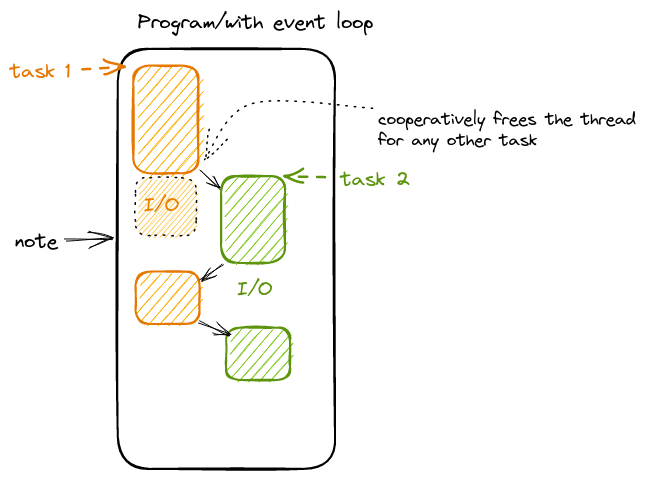 Program/with event loop
task 1
cooperatively frees the thread
for any other task
task 2
I/O
note
I/O